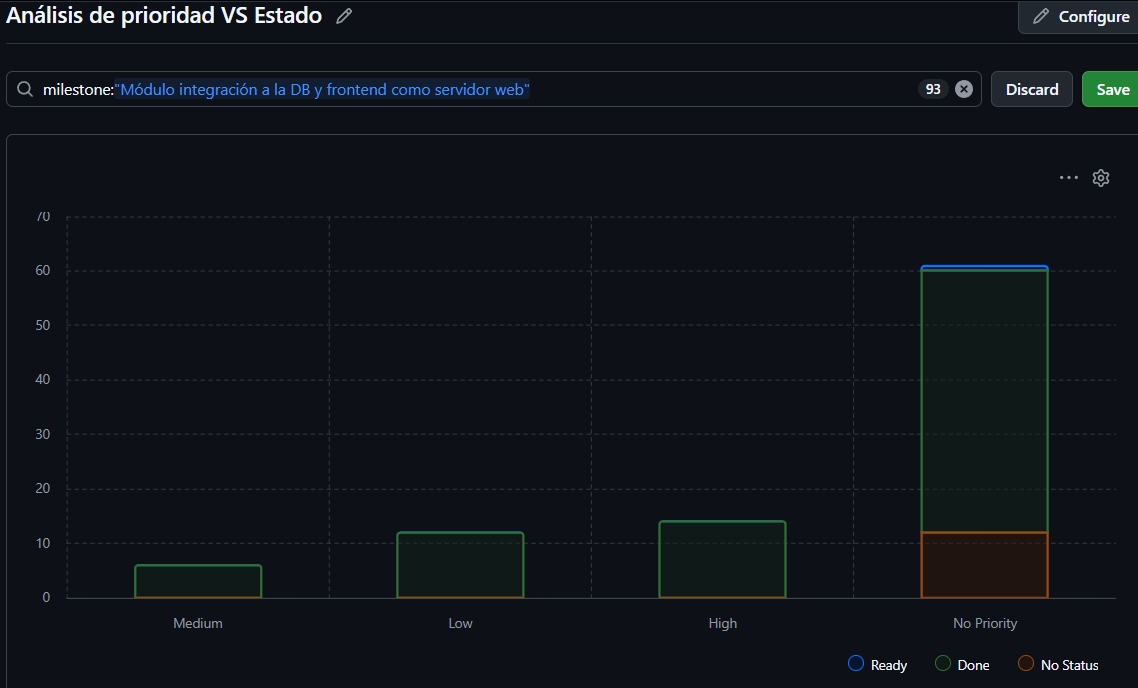 Análisis de prioridad VS Estado
Configure
milestone:"Módulo integración a la DB y frontend como servidor web"
93
Discard
Save
70
60
50
40
30
20
10
0
Medium
Low
High
No Priority
Ready
Done
No Status